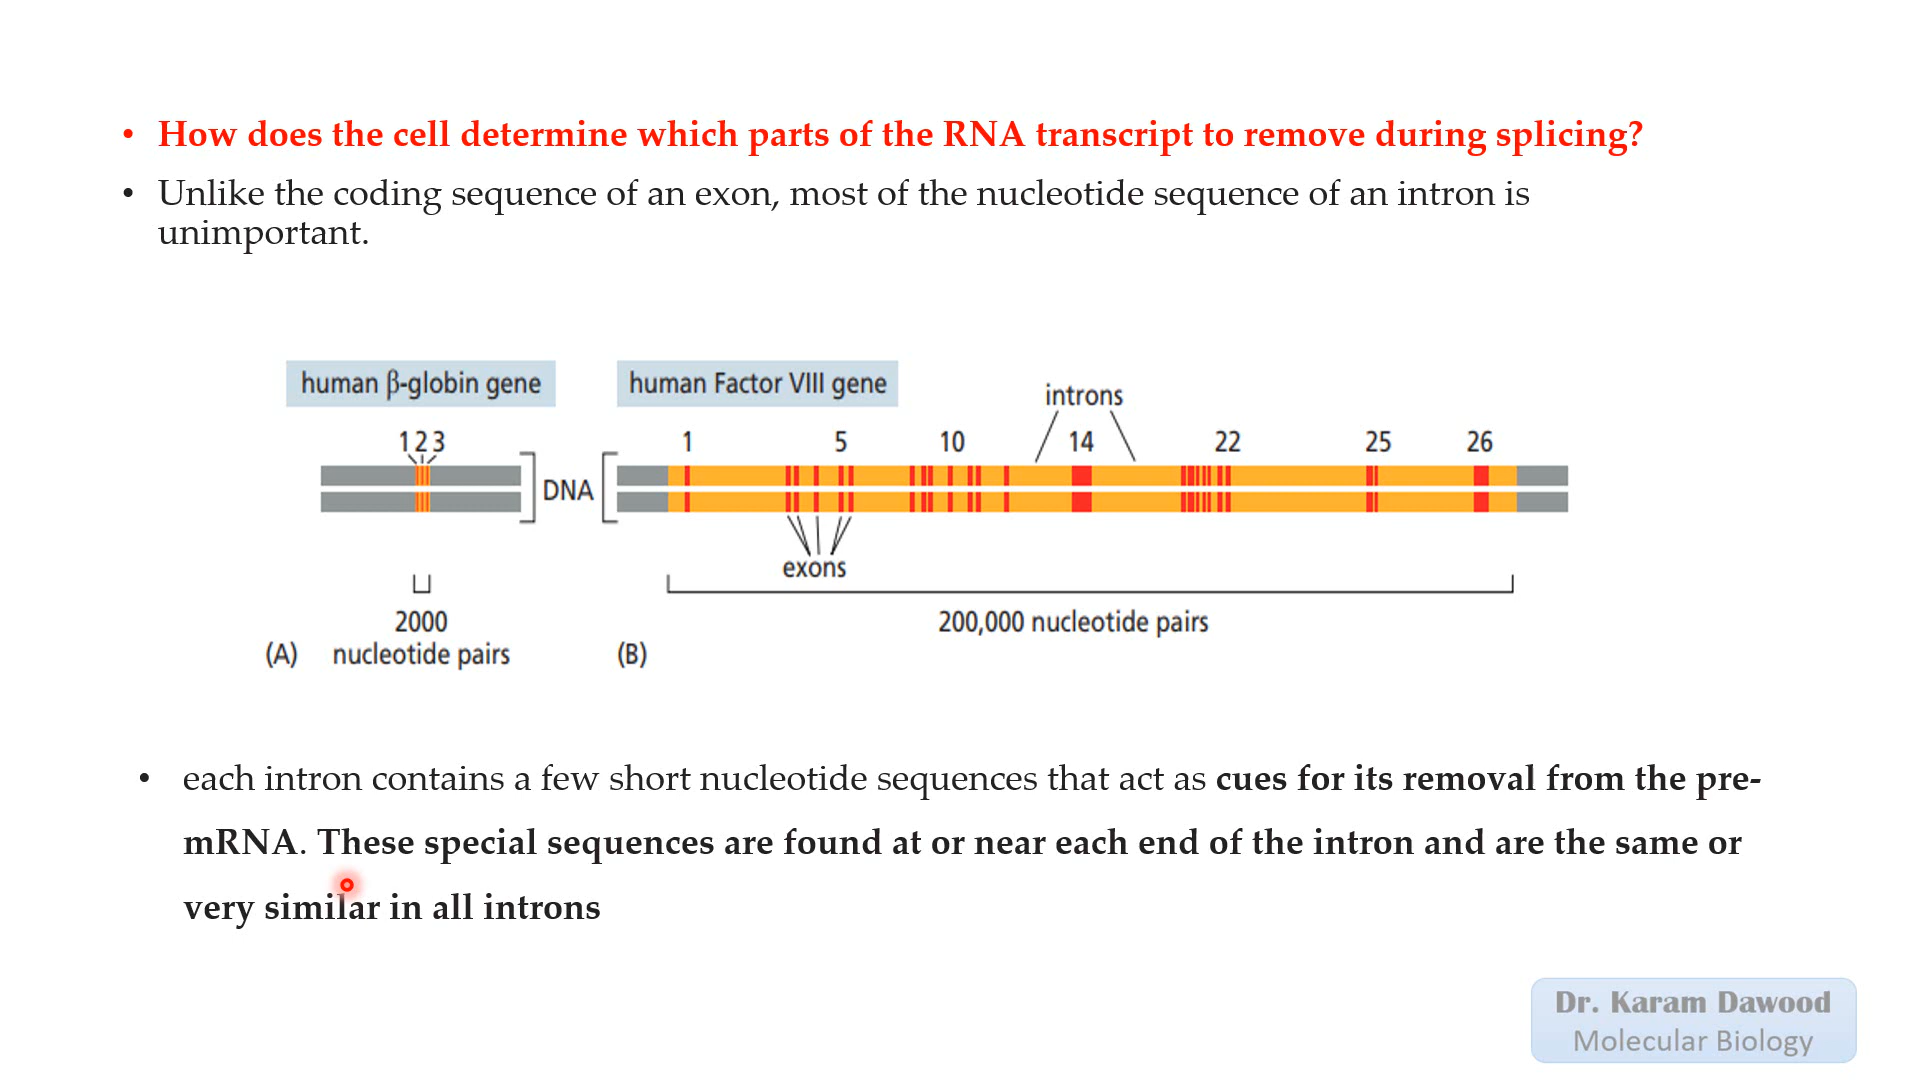 • How does the cell determine which parts of the RNA transcript to remove during splicing?
• Unlike the coding sequence of an exon, most of the nucleotide sequence of an intron is
unimportant.
human β-globin gene
human Factor VIII gene
introns
1 2 3
1 5 10 14 22 25 26
DNA
exons
2000
nucleotide pairs
200,000 nucleotide pairs
(A)
(B)
• each intron contains a few short nucleotide sequences that act as cues for its removal from the pre-
mRNA. These special sequences are found at or near each end of the intron and are the same or
very similar in all introns
Dr. Karam Dawood
Molecular Biology